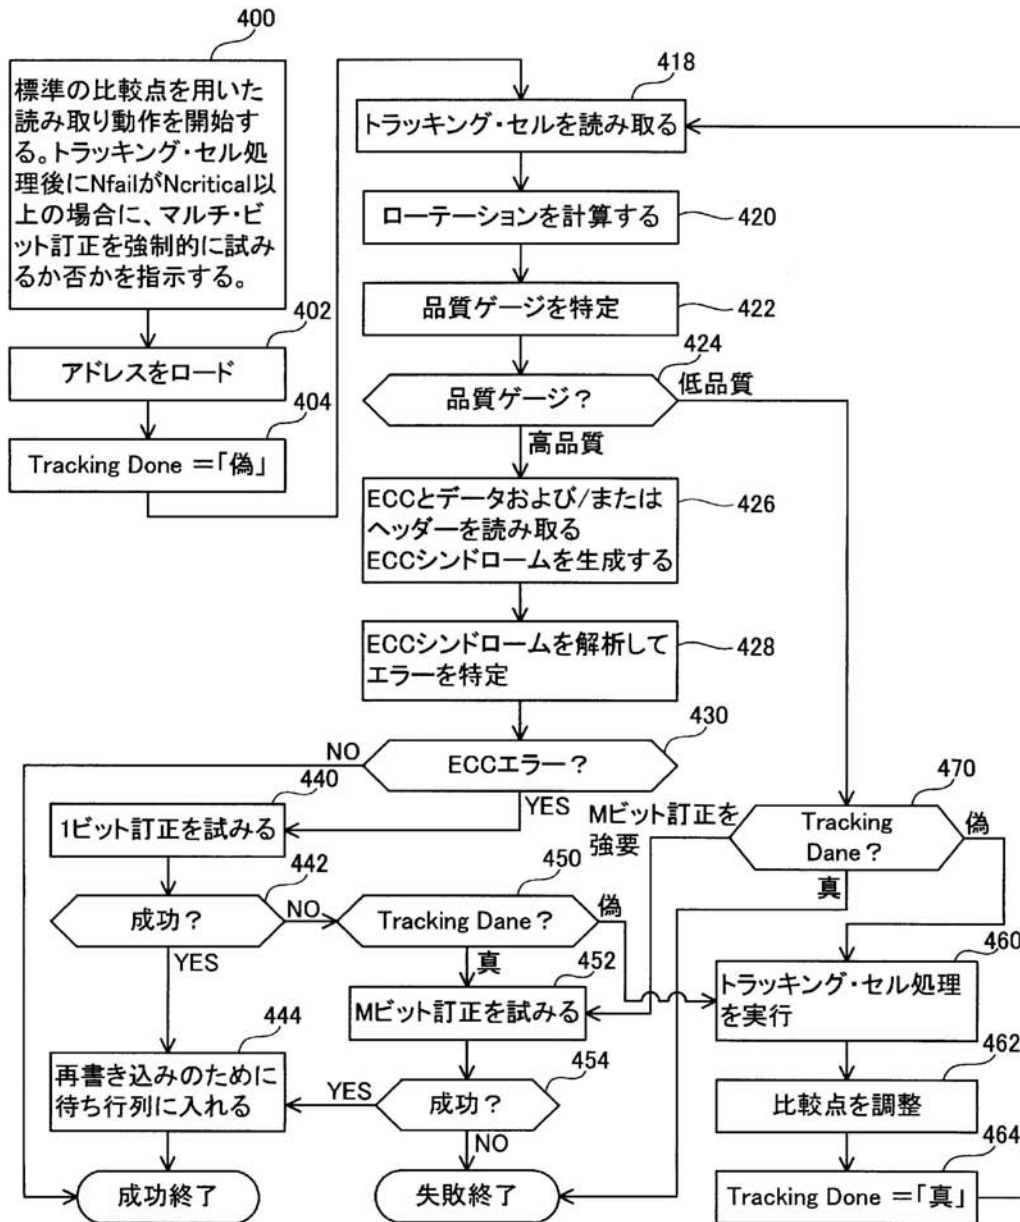 400
標準の比較点を用いた
読み取り動作を開始す
る。トラッキング・セル処
理後にNfailがNcritical以
上の場合に、マルチ・ビ
ット訂正を強制的に試み
るか否かを指示する。
402
アドレスをロード
404
Tracking Done ＝「偽」
418
トラッキング・セルを読み取る
ローテーションを計算する
420
品質ゲージを特定
422
424
品質ゲージ？
低品質
高品質
ECCとデータおよび/または
ヘッダーを読み取る
ECCシンドロームを生成する
426
ECCシンドロームを解析して
エラーを特定
428
430
ECCエラー？
NO
YES
440
1ビット訂正を試みる
442
成功？
NO
YES
450
Tracking Dane？
偽
真
452
Mビット訂正を試みる
454
成功？
YES
NO
444
再書き込みのために
待ち行列に入れる
成功終了
失敗終了
470
Tracking
Dane？
Mビット訂正を
強要
偽
真
460
トラッキング・セル処理
を実行
462
比較点を調整
464
Tracking Done ＝「真」